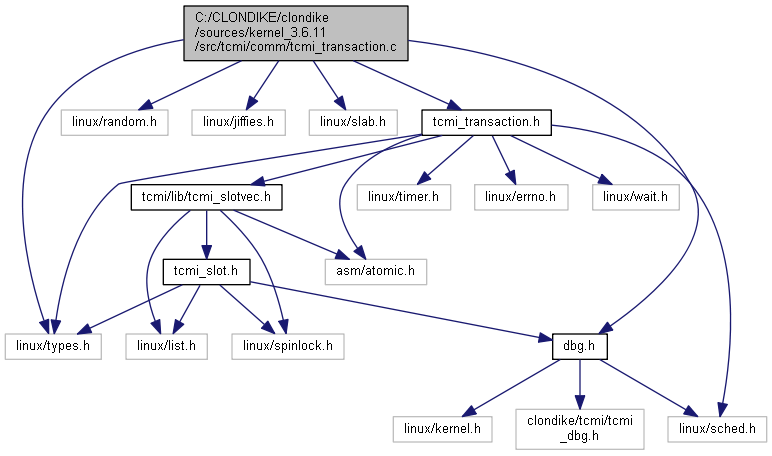 C:/CLONDIKE/clondike
/sources/kernel_3.6.11
/src/tcmi/comm/tcmi_transaction.c
linux/random.h
linux/jiffies.h
linux/slab.h
tcmi_transaction.h
tcmi/lib/tcmi_slotvec.h
linux/timer.h
linux/errno.h
linux/wait.h
tcmi_slot.h
asm/atomic.h
linux/types.h
linux/list.h
linux/spinlock.h
dbg.h
linux/kernel.h
clondike/tcmi/tcmi
_dbg.h
linux/sched.h